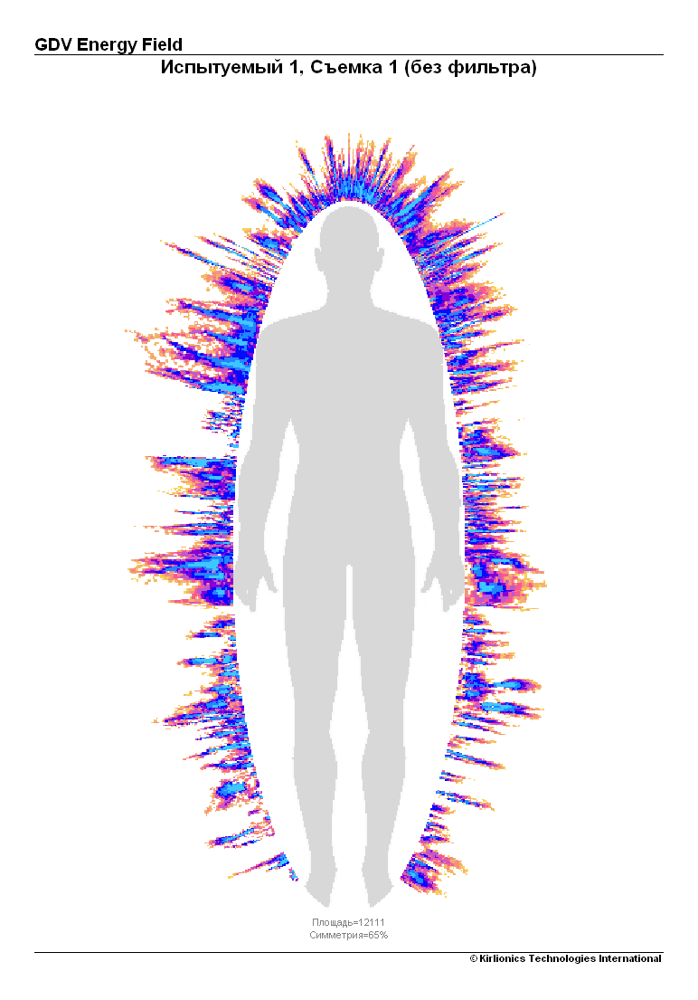 GDV Energy Field
Испытуемый 1, Съемка 1 (без фильтра)
Площадь=12111
Симметрия=65%
© Kirlionics Technologies International